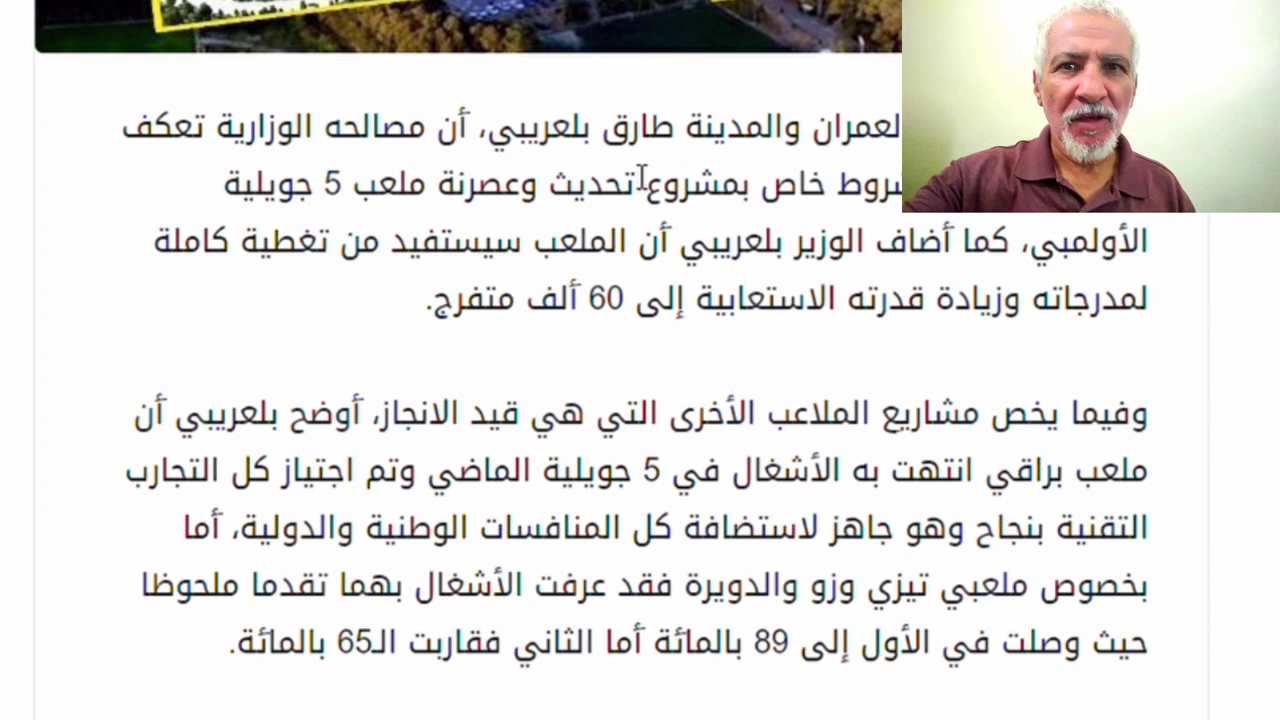 لعمران والمدينة طارق بلعريبي، أن مصالحه الوزارية تعكف
خاص بمشروع تحديث وعصرنة ملعب 5 جويلية
الأولمبي، كما أضاف الوزير بلعريبي أن الملعب سيستفيد من تغطية كاملة
لمدرجاته وزيادة قدرته الاستعابية إلى 60 ألف متفرج.
وفيما يخص مشاريع الملاعب الأخرى التي هي قيد الانجاز، أوضح بلعريبي أن
ملعب براقي انتهت به الأشغال في 5 جويلية الماضي وتم اجتياز كل التجارب
التقنية بنجاح وهو جاهز لاستضافة كل المنافسات الوطنية والدولية، أما
بخصوص ملعبي تيزي وزو والدويرة فقد عرفت الأشغال بهما تقدما ملحوظا
حيث وصلت في الأول إلى 89 بالمائة أما الثاني فقاربت الـ65 بالمائة.